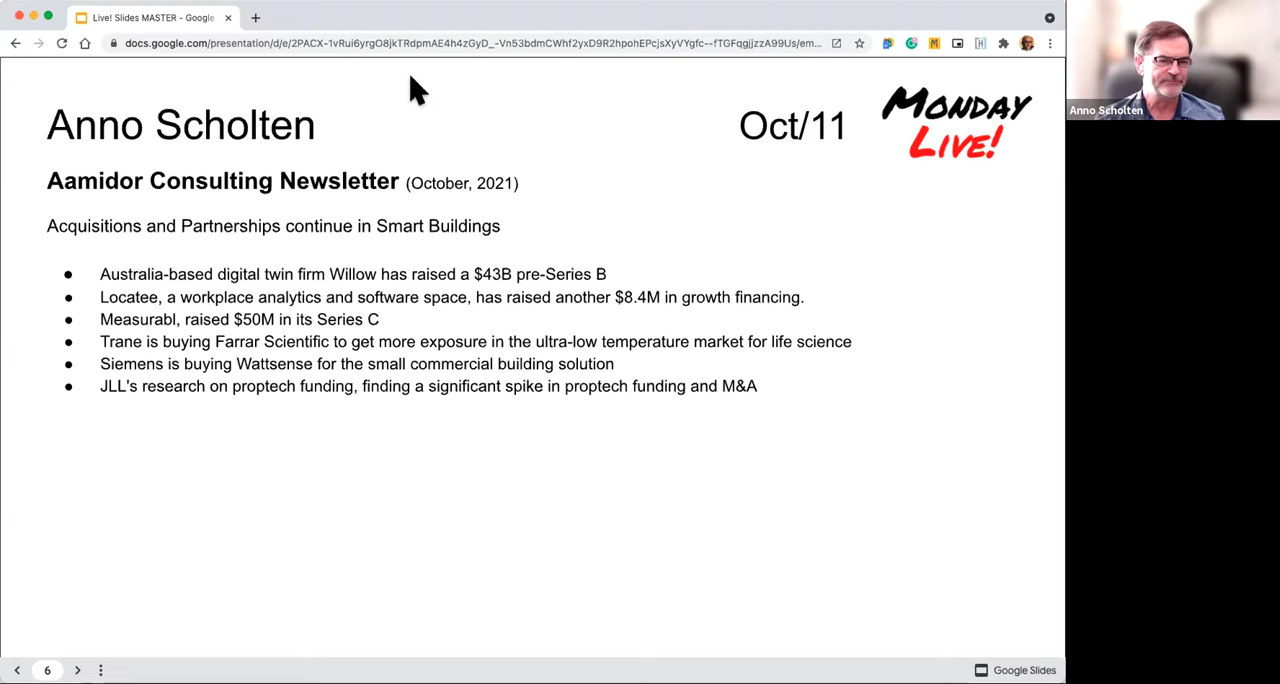 Live! Slides MASTER - Google
docs.google.com/presentation/d/e/2PACX-1vRui6yrgO8jkTRdpmAE4h4zGyD_-Vn53bdmCWhf2yxD9R2hpohEPcjsXyVYgfc--fTGFqgjjzzA99Us/em...
Anno Scholten
Anno Scholten
Oct/11
MONDAY
LIVE!
Aamidor Consulting Newsletter (October, 2021)
Acquisitions and Partnerships continue in Smart Buildings
● Australia-based digital twin firm Willow has raised a $43B pre-Series B
● Locatee, a workplace analytics and software space, has raised another $8.4M in growth financing.
● Measurabl, raised $50M in its Series C
● Trane is buying Farrar Scientific to get more exposure in the ultra-low temperature market for life science
● Siemens is buying Wattsense for the small commercial building solution
● JLL's research on proptech funding, finding a significant spike in proptech funding and M&A
6
Google Slides